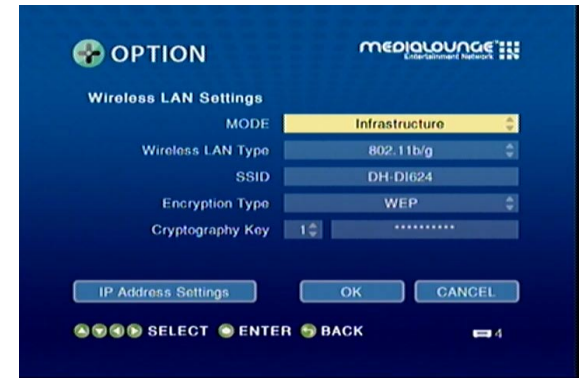 OPTION
MEDIALOUNGE
Entertainment Network
Wireless LAN Settings
MODE Infrastructure
Wireless LAN Type 802.11b/g
SSID DH-DI624
Encryption Type WEP
Cryptography Key 1 **********
IP Address Settings OK CANCEL
SELECT ENTER BACK 4